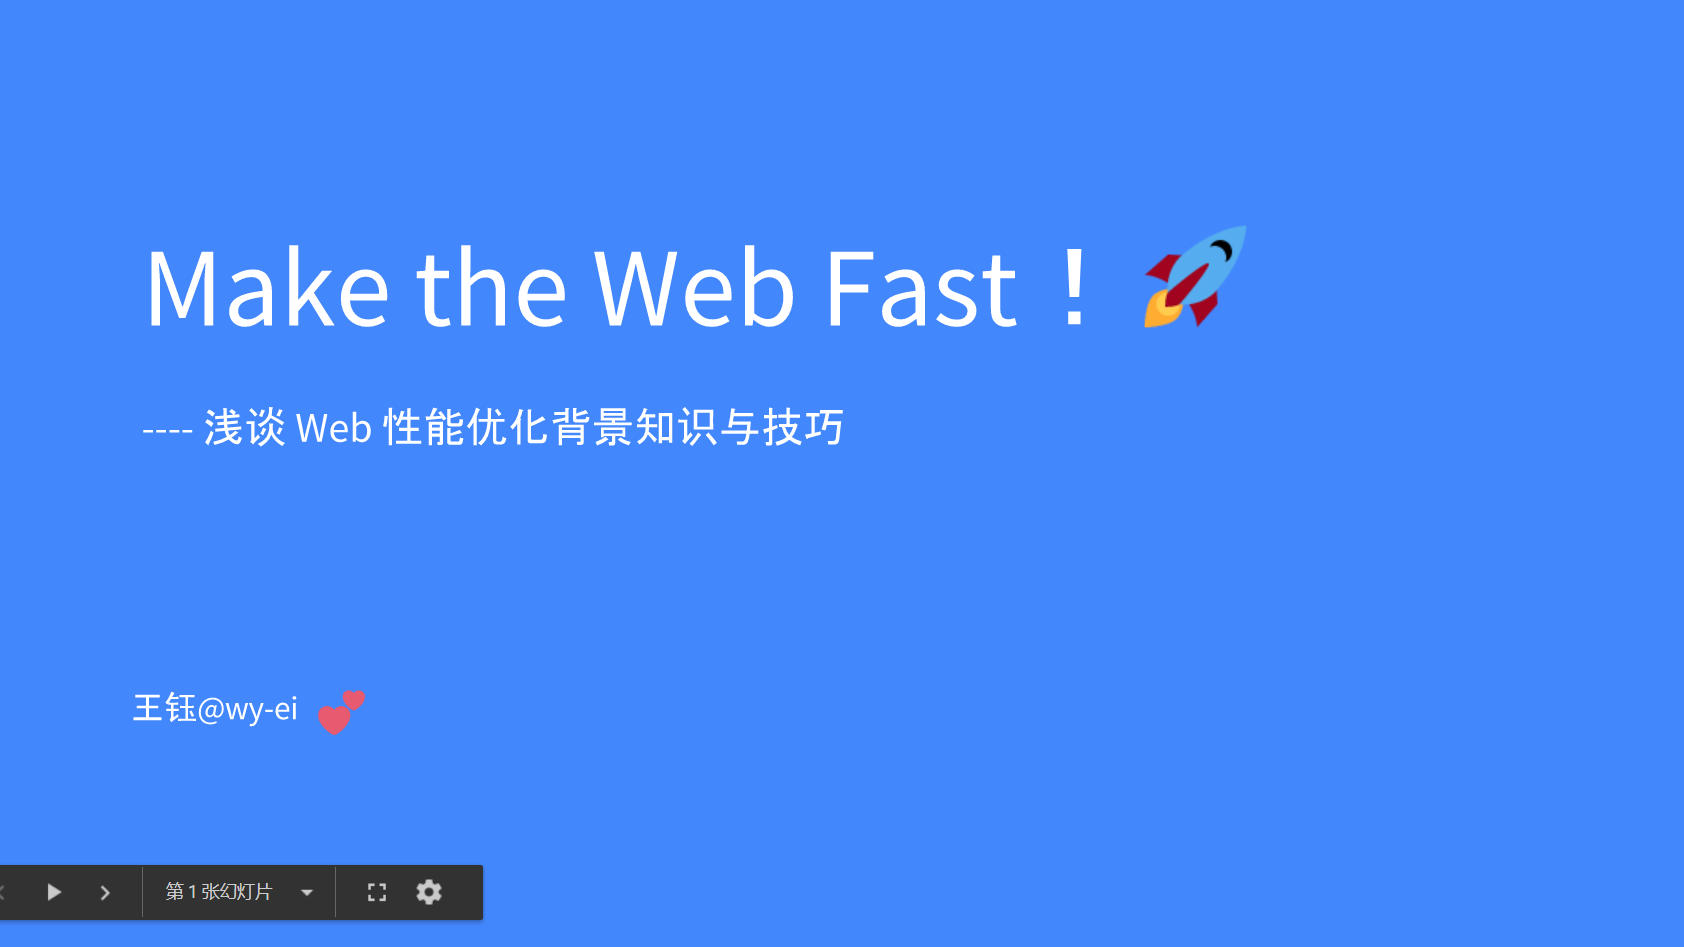 Make the Web Fast！
---- 浅谈 Web 性能优化背景知识与技巧
王钰@wy-ei
第 1 张幻灯片